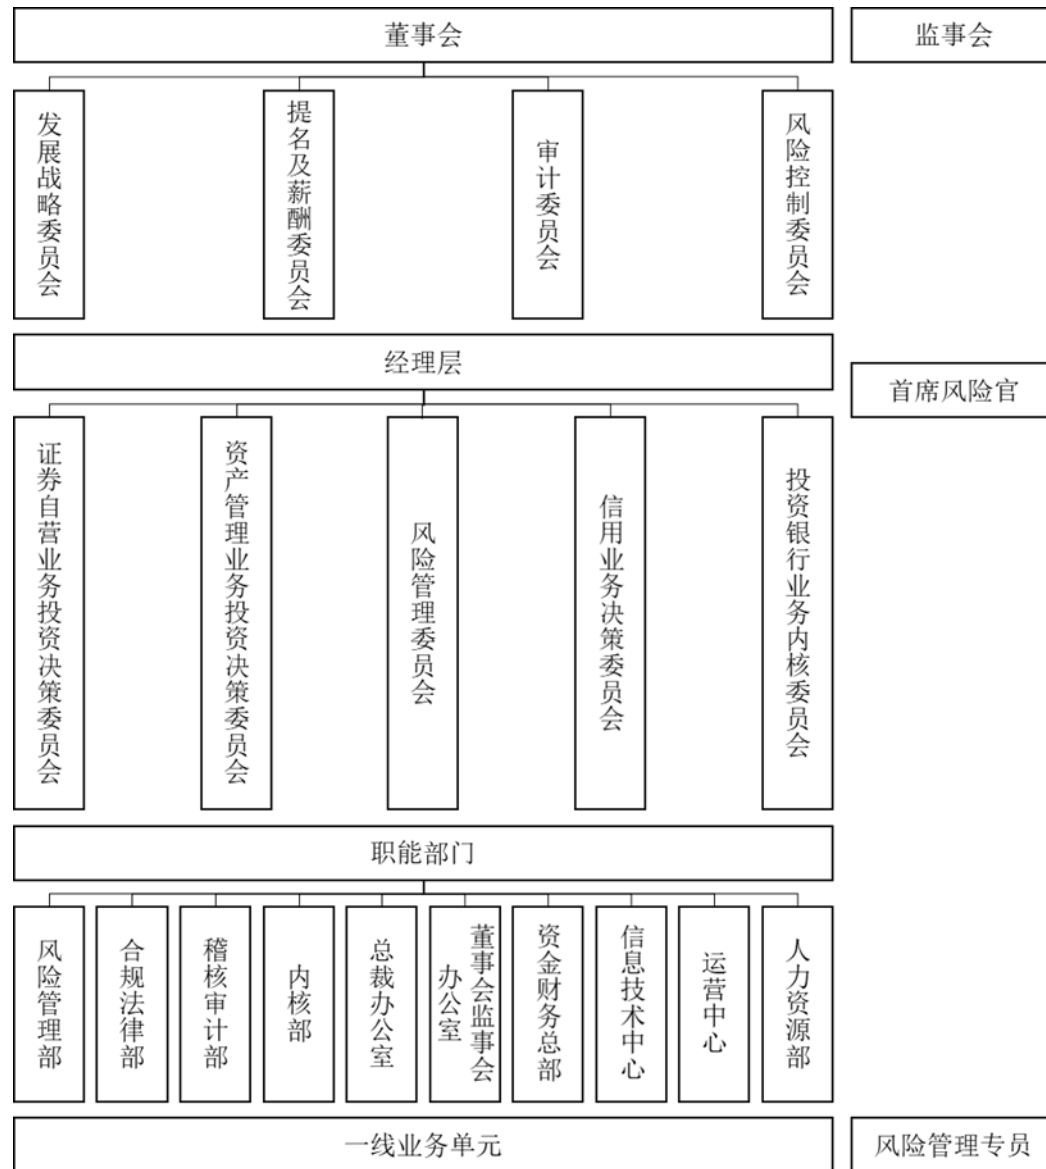 董事会
监事会
发展战略委员会
提名及薪酬委员会
审计委员会
风险控制委员会
经理层
首席风险官
证券自营业务投资决策委员会
资产管理业务投资决策委员会
风险管理委员会
信用业务决策委员会
投资银行业务内核委员会
职能部门
风险管理部
合规法律部
稽核审计部
内核部
总裁办公室
董事会监事会
办公室
资金财务总部
信息技术中心
运营中心
人力资源部
一线业务单元
风险管理专员